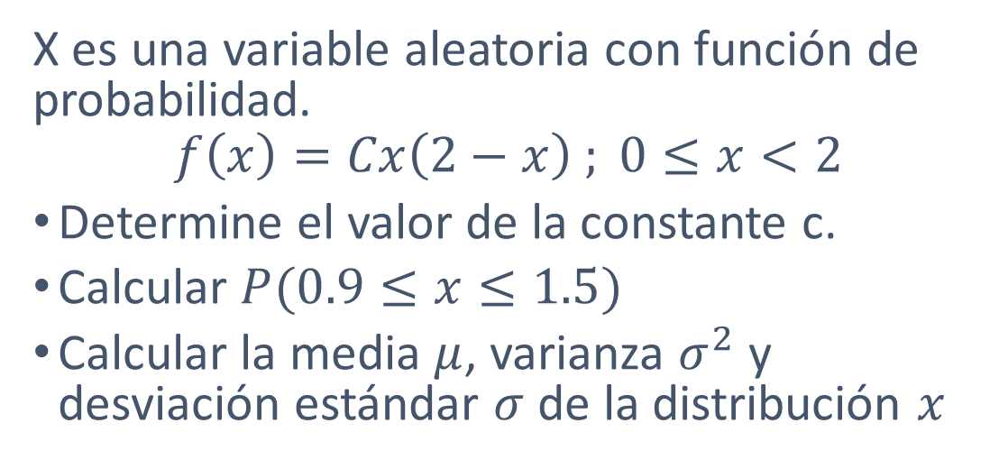 X es una variable aleatoria con función de
probabilidad.
f(x) = Cx(2 − x) ; 0 ≤ x < 2
• Determine el valor de la constante c.
• Calcular P(0.9 ≤ x ≤ 1.5)
• Calcular la media μ, varianza σ² y
desviación estándar σ de la distribución x